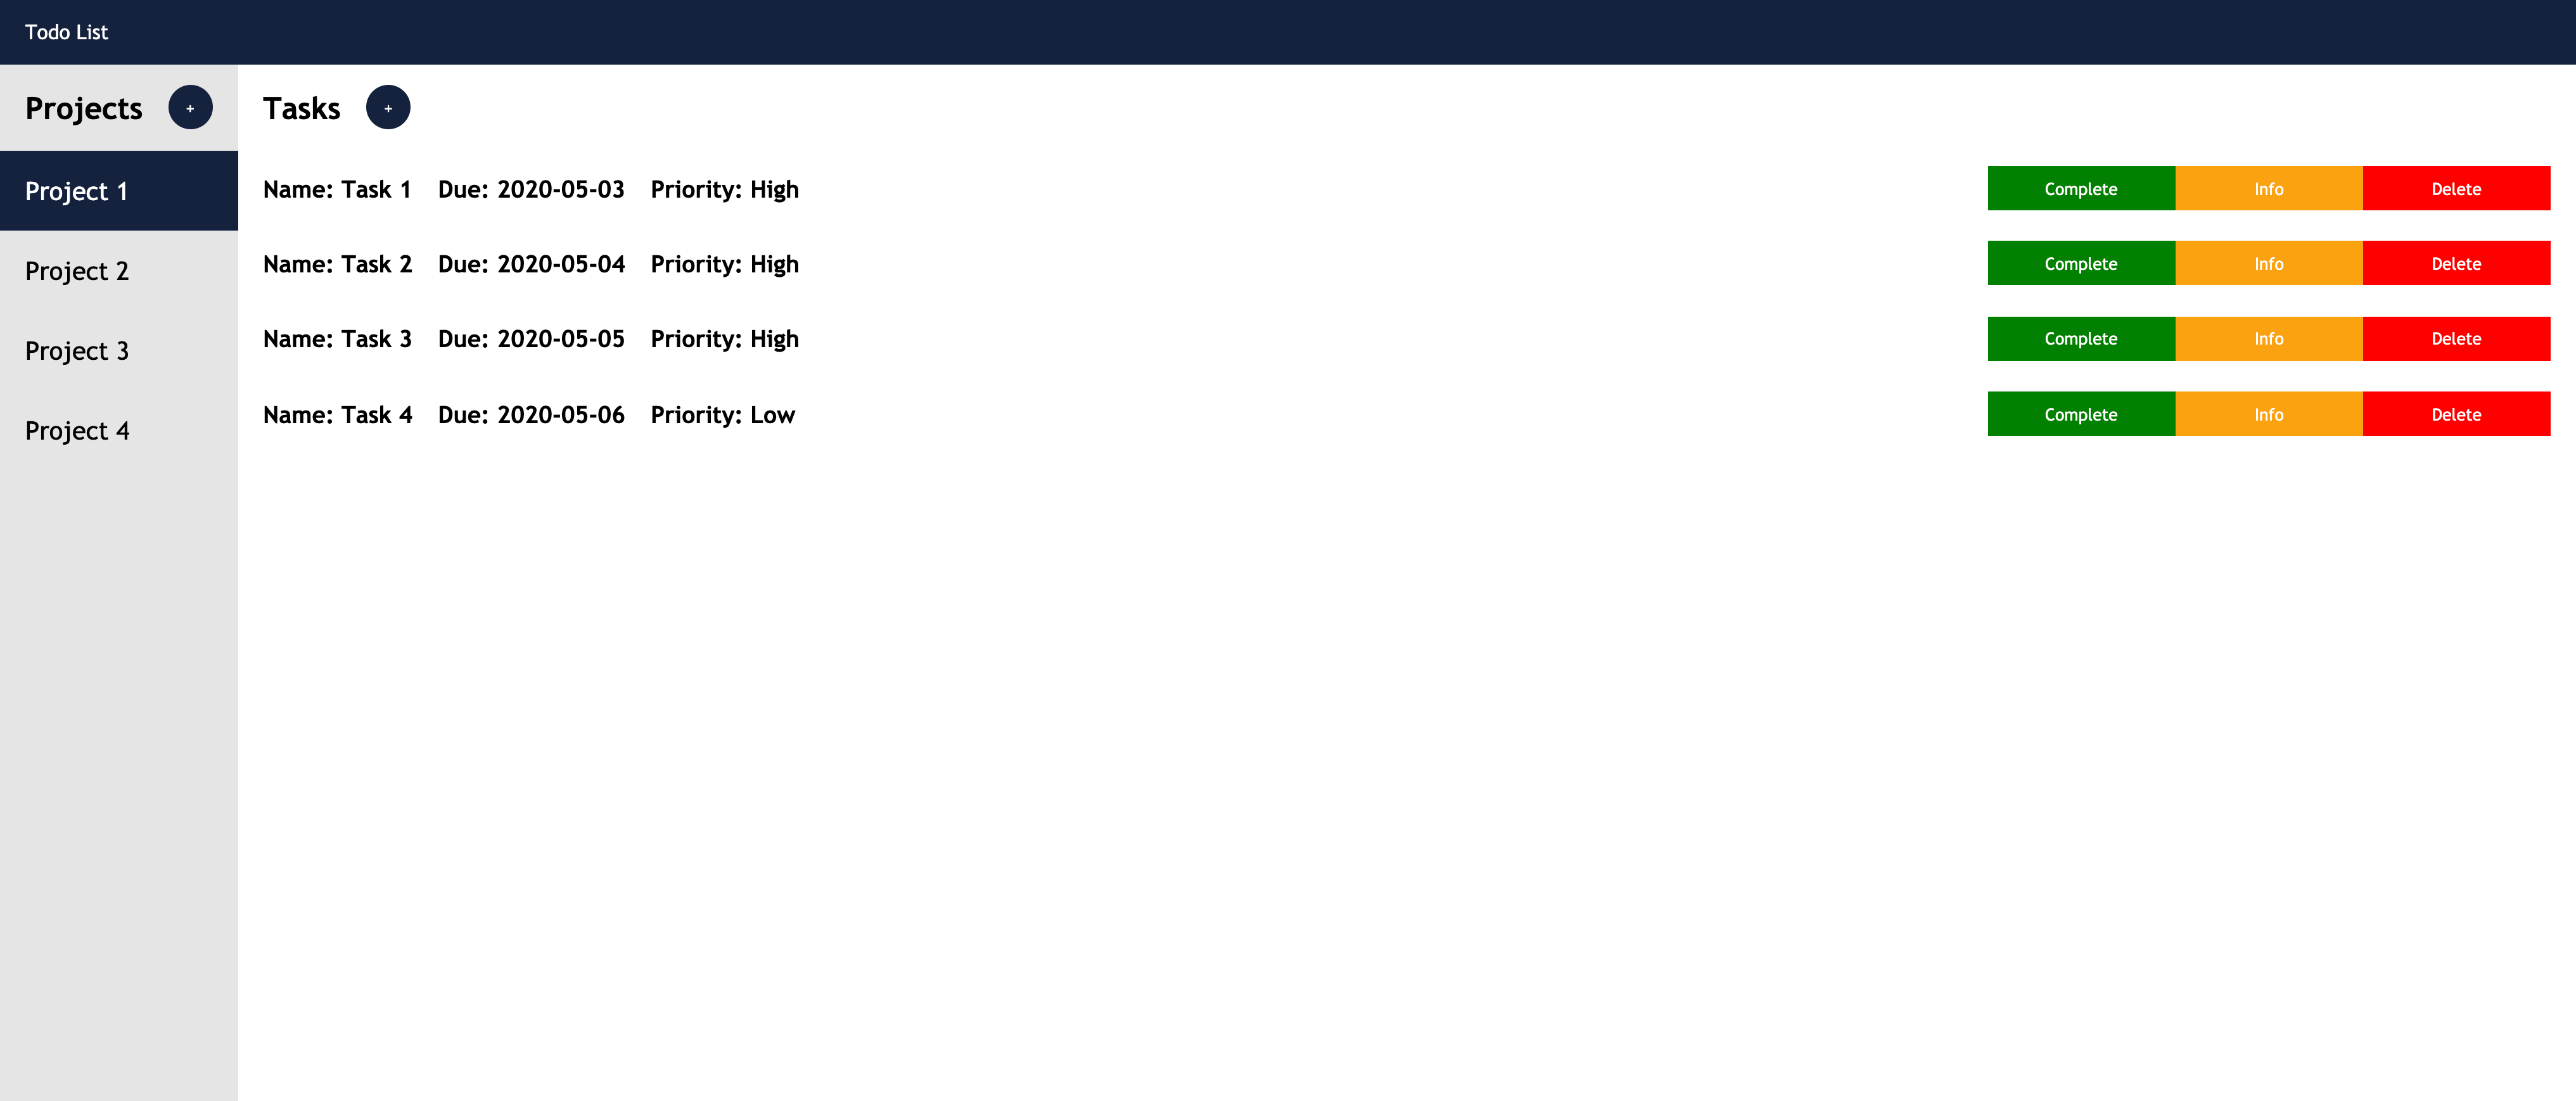 Todo List
Projects +
Project 1
Project 2
Project 3
Project 4
Tasks +
Name: Task 1 Due: 2020-05-03 Priority: High Complete Info Delete
Name: Task 2 Due: 2020-05-04 Priority: High Complete Info Delete
Name: Task 3 Due: 2020-05-05 Priority: High Complete Info Delete
Name: Task 4 Due: 2020-05-06 Priority: Low Complete Info Delete